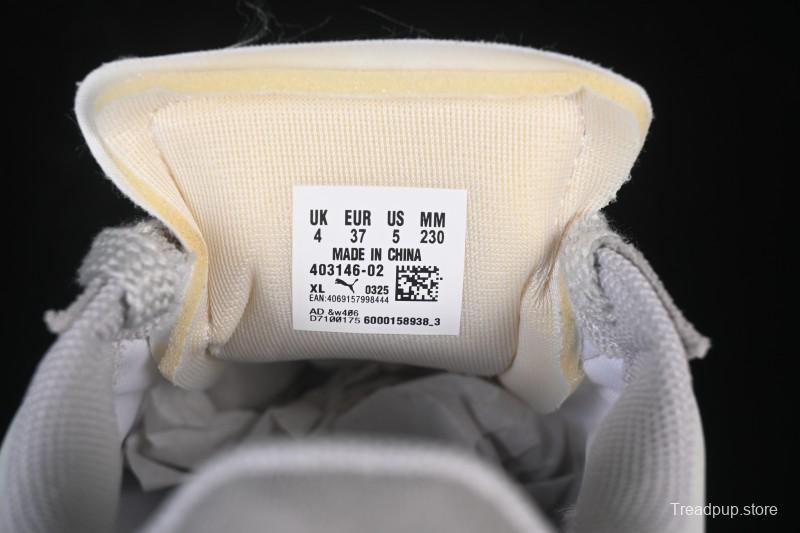 UK EUR US MM
4 37 5 230
MADE IN CHINA
403146-02
XL 0325
EAN:4069157998444
AD &w406
D7100175 6000158938_3
Treadpup.store